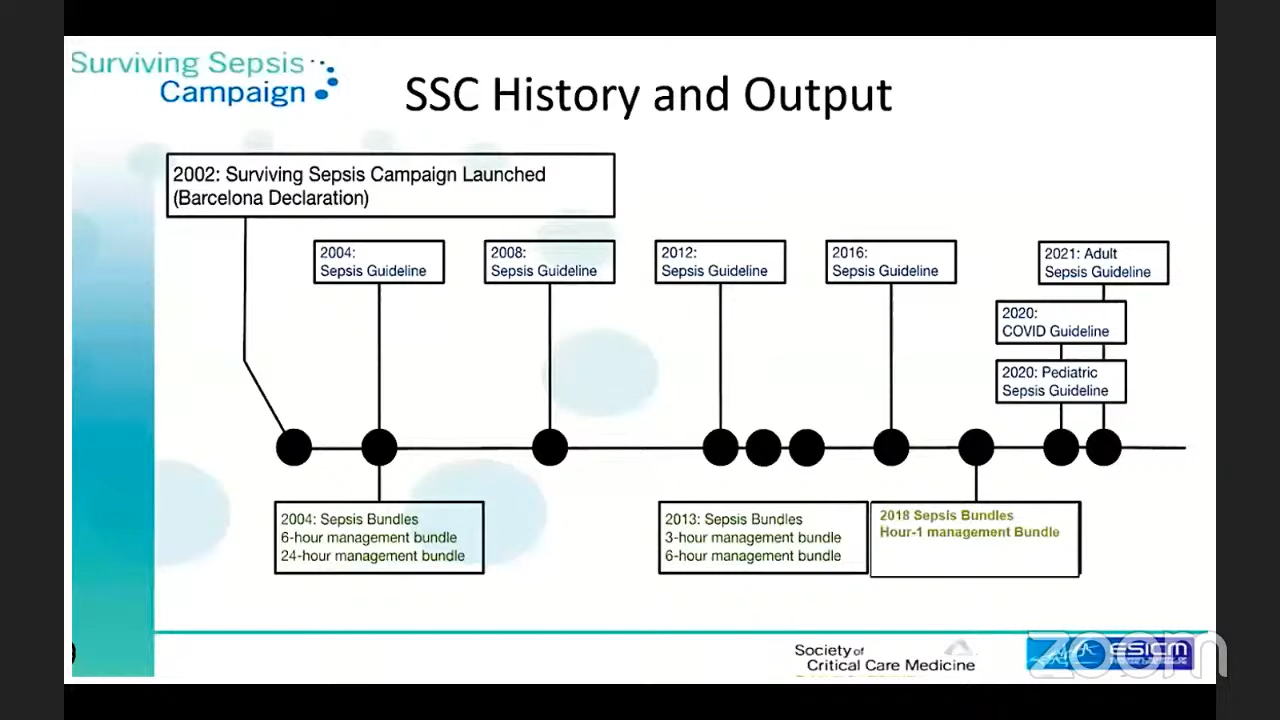 Surviving Sepsis
Campaign
SSC History and Output
2002: Surviving Sepsis Campaign Launched
(Barcelona Declaration)
2004:
Sepsis Guideline
2008:
Sepsis Guideline
2012:
Sepsis Guideline
2016:
Sepsis Guideline
2021: Adult
Sepsis Guideline
2020:
COVID Guideline
2020: Pediatric
Sepsis Guideline
2004: Sepsis Bundles
6-hour management bundle
24-hour management bundle
2013: Sepsis Bundles
3-hour management bundle
6-hour management bundle
2018 Sepsis Bundles
Hour-1 management Bundle
Society of
Critical Care Medicine
ESICM
zoom